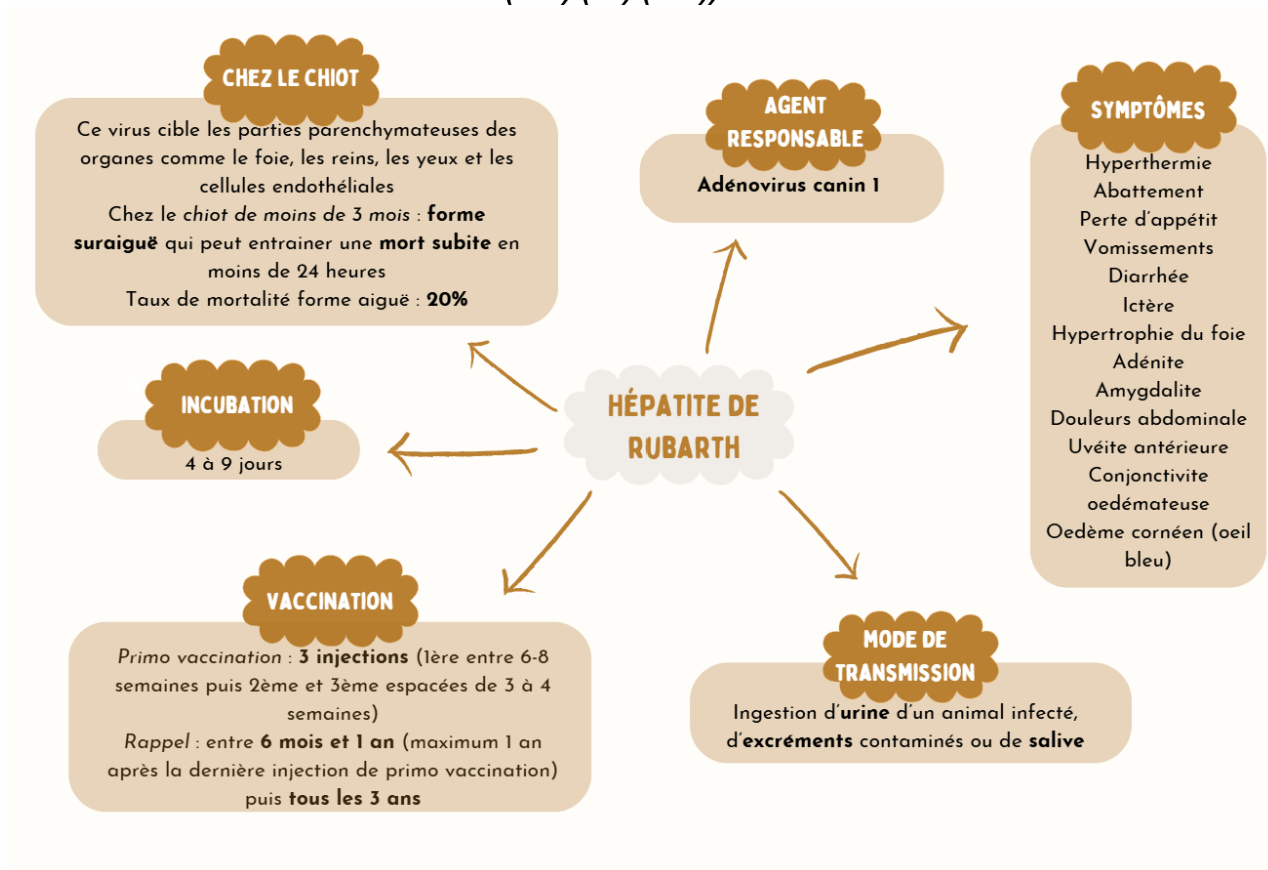 CHEZ LE CHIOT
Ce virus cible les parties parenchymateuses des
organes comme le foie, les reins, les yeux et les
cellules endothéliales
Chez le chiot de moins de 3 mois : forme
suraiguë qui peut entrainer une mort subite en
moins de 24 heures
Taux de mortalité forme aiguë : 20%
AGENT
RESPONSABLE
Adénovirus canin 1
SYMPTÔMES
Hyperthermie
Abattement
Perte d'appétit
Vomissements
Diarrhée
Ictère
Hypertrophie du foie
Adénite
Amygdalite
Douleurs abdominale
Uvéite antérieure
Conjonctivite
oedémateuse
Oedème cornéen (oeil
bleu)
HÉPATITE DE
RUBARTH
INCUBATION
4 à 9 jours
VACCINATION
Primo vaccination : 3 injections (1ère entre 6-8
semaines puis 2ème et 3ème espacées de 3 à 4
semaines)
Rappel : entre 6 mois et 1 an (maximum 1 an
après la dernière injection de primo vaccination)
puis tous les 3 ans
MODE DE
TRANSMISSION
Ingestion d'urine d'un animal infecté,
d'excréments contaminés ou de salive